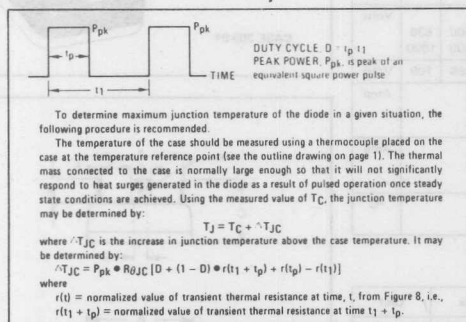 Ppk
Ppk
tp
TIME
t1
DUTY CYCLE, D = tp t1
PEAK POWER, Ppk, is peak of an
equivalent square power pulse
To determine maximum junction temperature of the diode in a given situation, the
following procedure is recommended.
The temperature of the case should be measured using a thermocouple placed on the
case at the temperature reference point (see the outline drawing on page 1). The thermal
mass connected to the case is normally large enough so that it will not significantly
respond to heat surges generated in the diode as a result of pulsed operation once steady
state conditions are achieved. Using the measured value of TC, the junction temperature
may be determined by:
TJ = TC + △TJC
where △TJC is the increase in junction temperature above the case temperature. It may
be determined by:
△TJC = Ppk • RθJC [D + (1 − D) • r(t1 + tp) + r(tp) − r(t1)]
where
r(t) = normalized value of transient thermal resistance at time, t, from Figure 8, i.e.,
r(t1 + tp) = normalized value of transient thermal resistance at time t1 + tp.